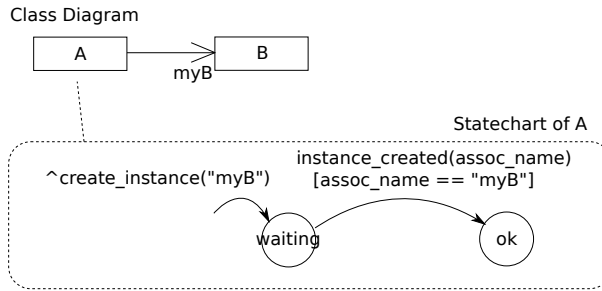 Class Diagram
A
B
myB
Statechart of A
^create_instance("myB")
instance_created(assoc_name)
[assoc_name == "myB"]
waiting
ok